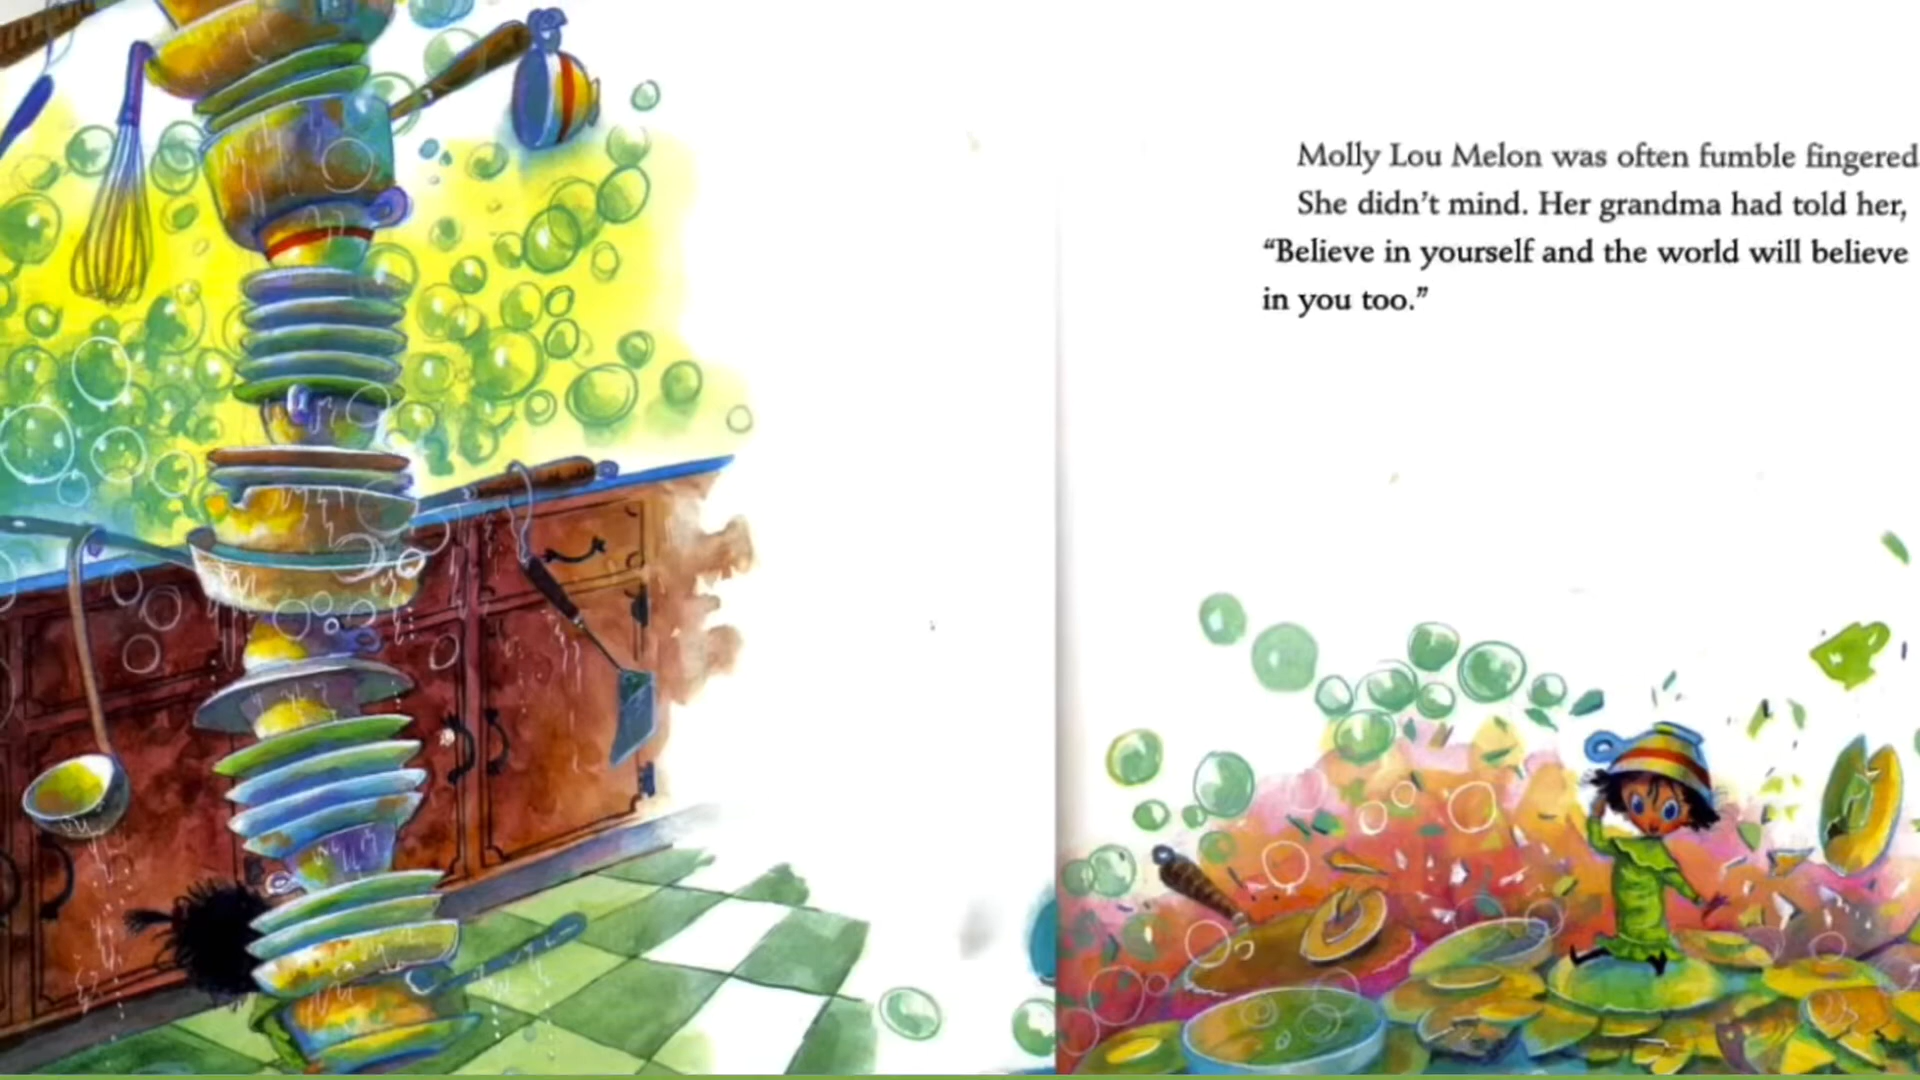 Molly Lou Melon was often fumble fingered
She didn't mind. Her grandma had told her,
“Believe in yourself and the world will believe
in you too.”